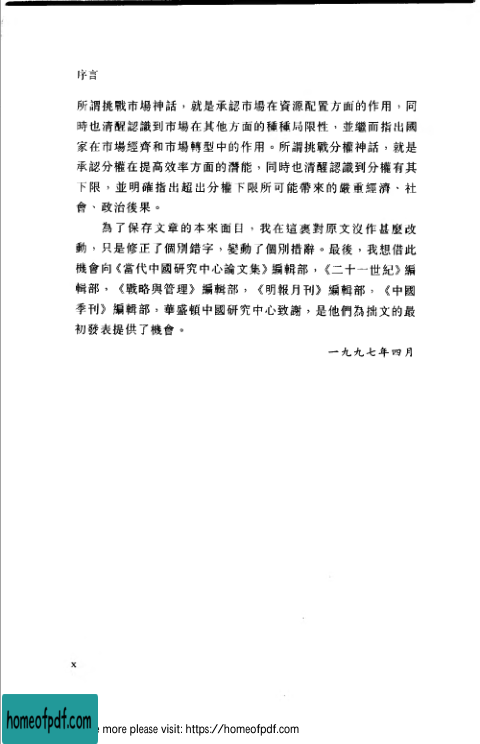 序言
所謂挑戰市場神話，就是承認市場在資源配置方面的作用，同
時也清醒認識到市場在其他方面的種種局限性，並繼而指出國
家在市場經濟和市場轉型中的作用。所謂挑戰分權神話，就是
承認分權在提高效率方面的潛能，同時也清醒認識到分權有其
下限，並明確指出超出分權下限所可能帶來的嚴重經濟、社
會、政治後果。
為了保存文章的本來面目，我在這裏對原文沒作甚麼改
動，只是修正了個別錯字，變動了個別措辭。最後，我想借此
機會向《當代中國研究中心論文集》編輯部，《二十一世紀》編
輯部，《戰略與管理》編輯部，《明報月刊》編輯部，《中國
季刊》編輯部，華盛頓中國研究中心致謝，是他們為拙文的最
初發表提供了機會。
一九九七年四月
x
homeofpdf.com
e more please visit: https://homeofpdf.com